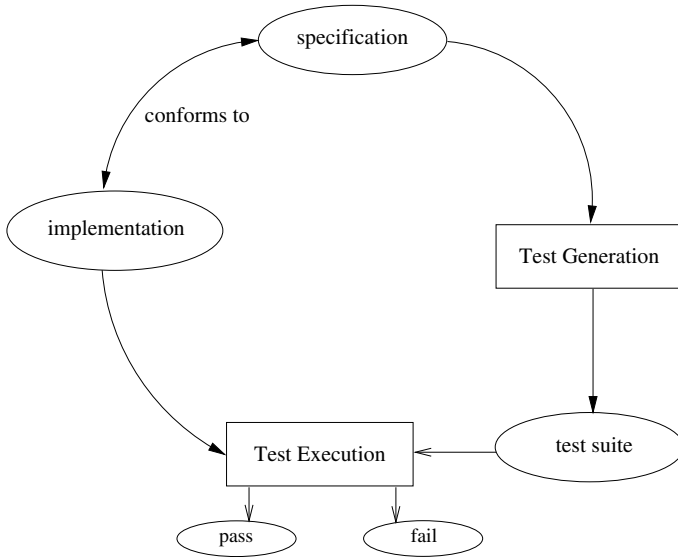 specification
conforms to
implementation
Test Generation
test suite
Test Execution
pass
fail